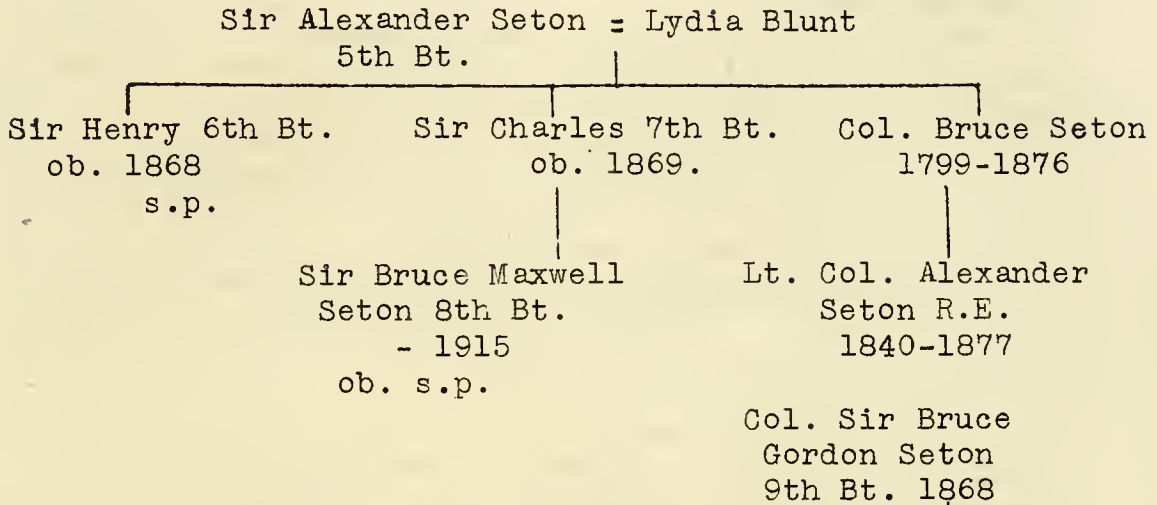 Sir Alexander Seton = Lydia Blunt
5th Bt.
Sir Henry 6th Bt. Sir Charles 7th Bt. Col. Bruce Seton
ob. 1868 ob. 1869. 1799-1876
s.p.
Sir Bruce Maxwell Lt. Col. Alexander
Seton 8th Bt. Seton R.E.
- 1915 1840-1877
ob. s.p.
Col. Sir Bruce
Gordon Seton
9th Bt. 1868